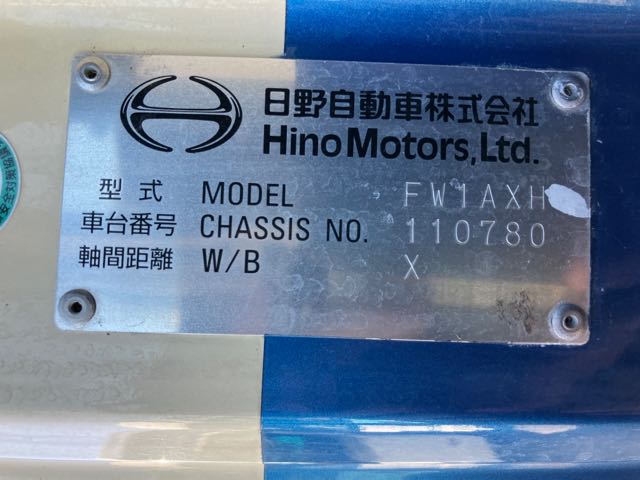 日野自動車株式会社
Hino Motors, Ltd.
型式 MODEL FW1AXH
車台番号 CHASSIS NO. 110780
軸間距離 W/B X